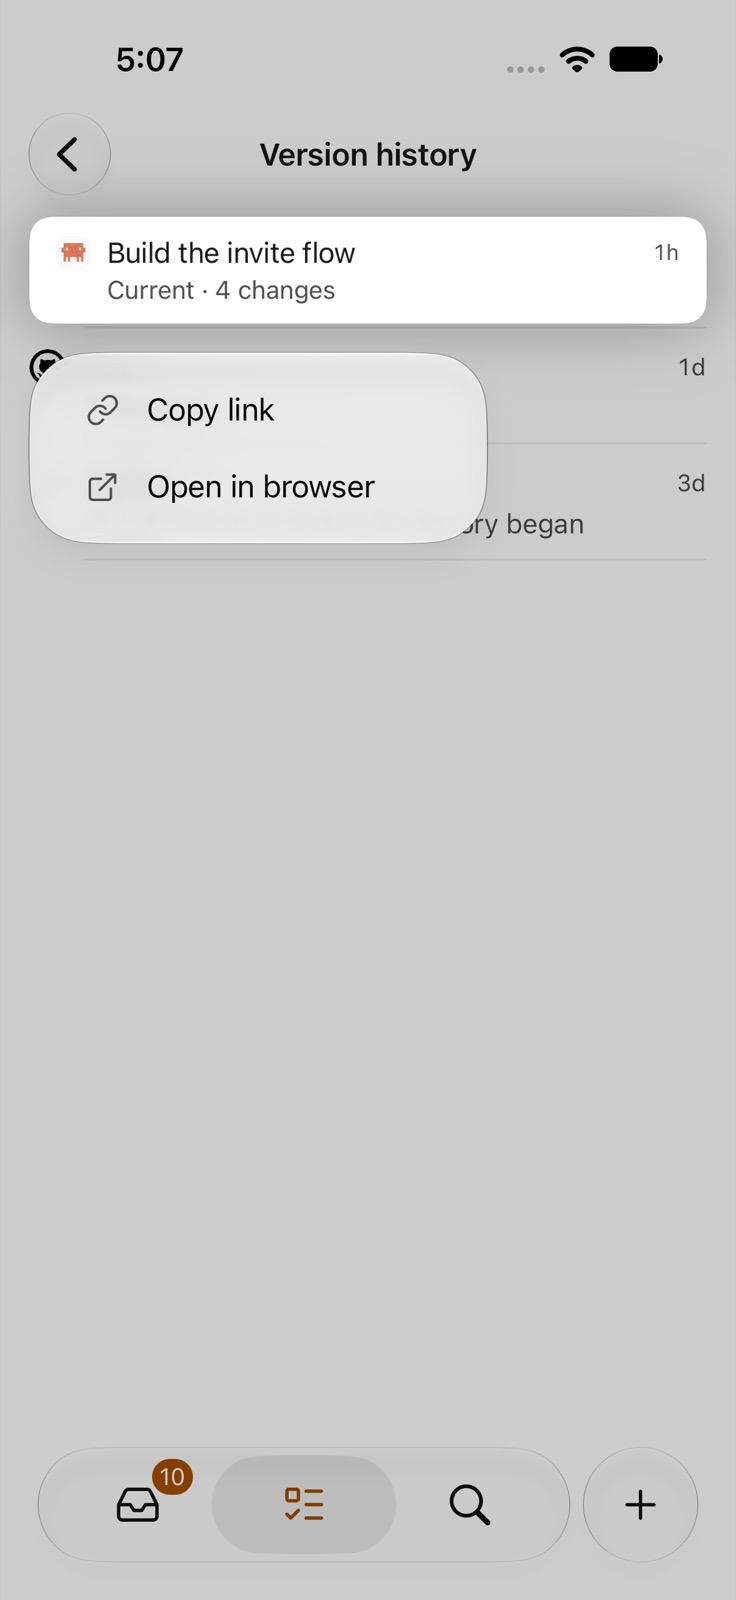 5:07
Version history
Build the invite flow
1h
Current · 4 changes
1d
Copy link
3d
Open in browser
began
10